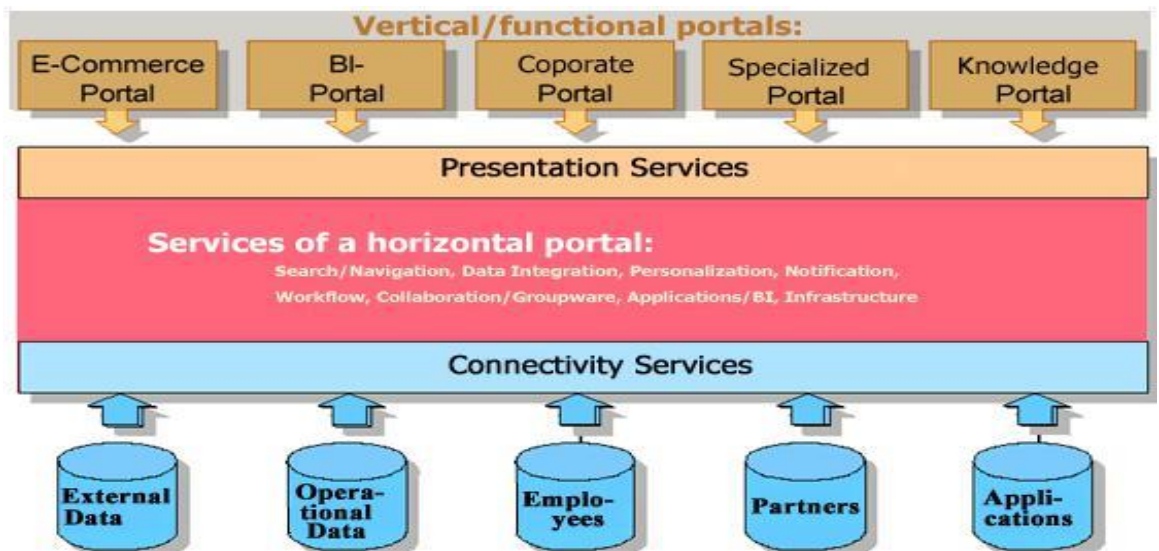 Vertical/functional portals:
E-Commerce
Portal
BI-
Portal
Coporate
Portal
Specialized
Portal
Knowledge
Portal
Presentation Services
Services of a horizontal portal:
Search/Navigation, Data Integration, Personalization, Notification,
Workflow, Collaboration/Groupware, Applications/BI, Infrastructure
Connectivity Services
External
Data
Opera-
tional
Data
Emplo-
yees
Partners
Appli-
cations